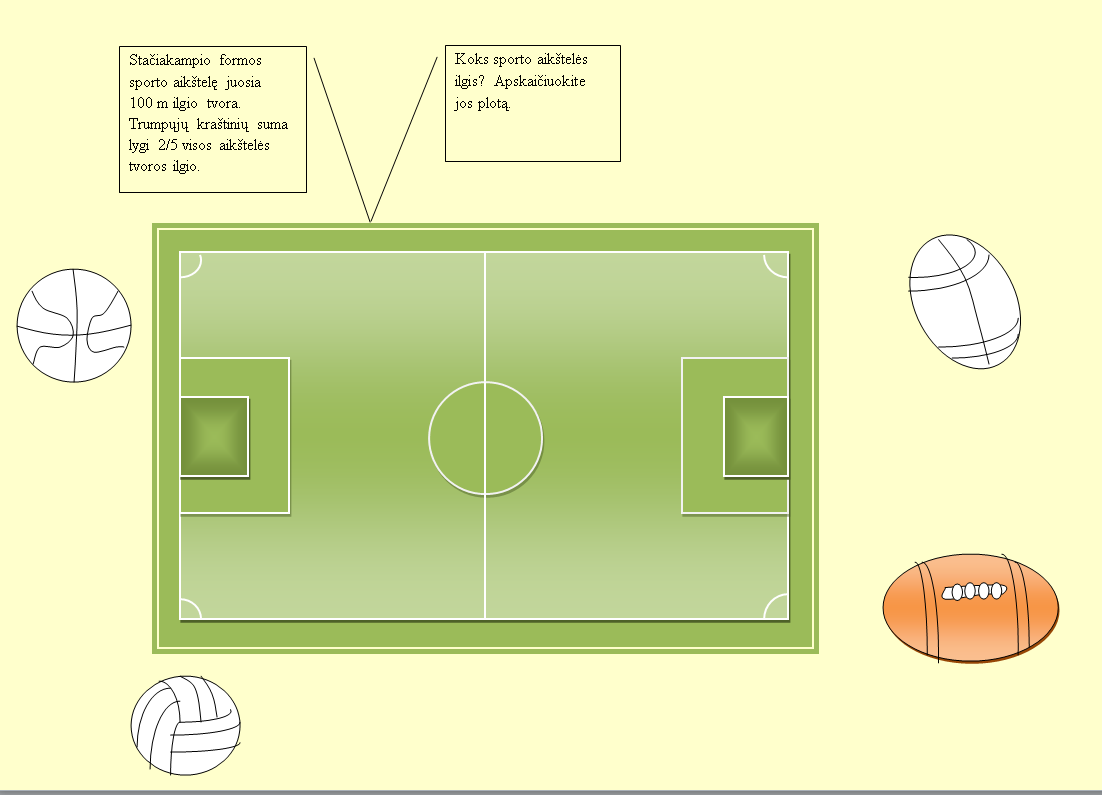 Stačiakampio formos
sporto aikštelę juosia
100 m ilgio tvora.
Trumpųjų kraštinių suma
lygi 2/5 visos aikštelės
tvoros ilgio.
Koks sporto aikštelės
ilgis? Apskaičiuokite
jos plotą.